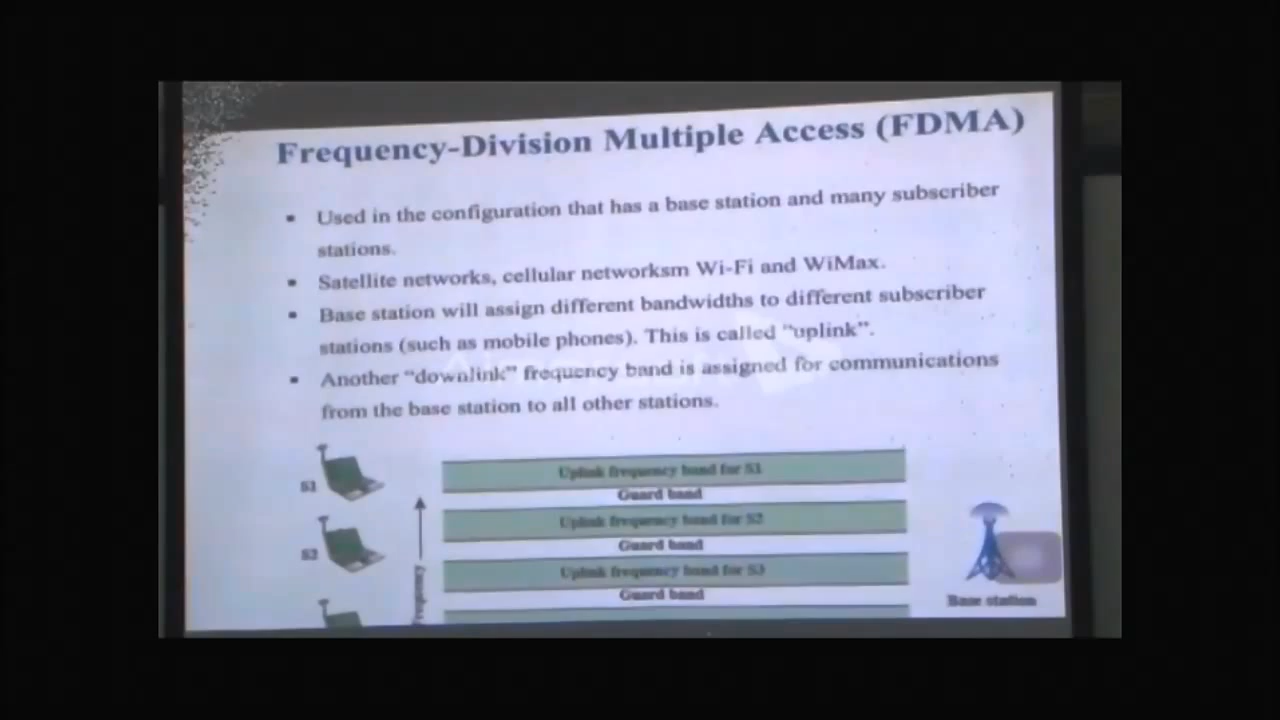 Frequency-Division Multiple Access (FDMA)
▪ Used in the configuration that has a base station and many subscriber
stations.
▪ Satellite networks, cellular networksm Wi-Fi and WiMax.
▪ Base station will assign different bandwidths to different subscriber
stations (such as mobile phones). This is called “uplink”.
▪ Another “downlink” frequency band is assigned for communications
from the base station to all other stations.
S1
Uplink frequency band for S1
Guard band
S2
Uplink frequency band for S2
Guard band
Uplink frequency band for S3
Guard band
Base station